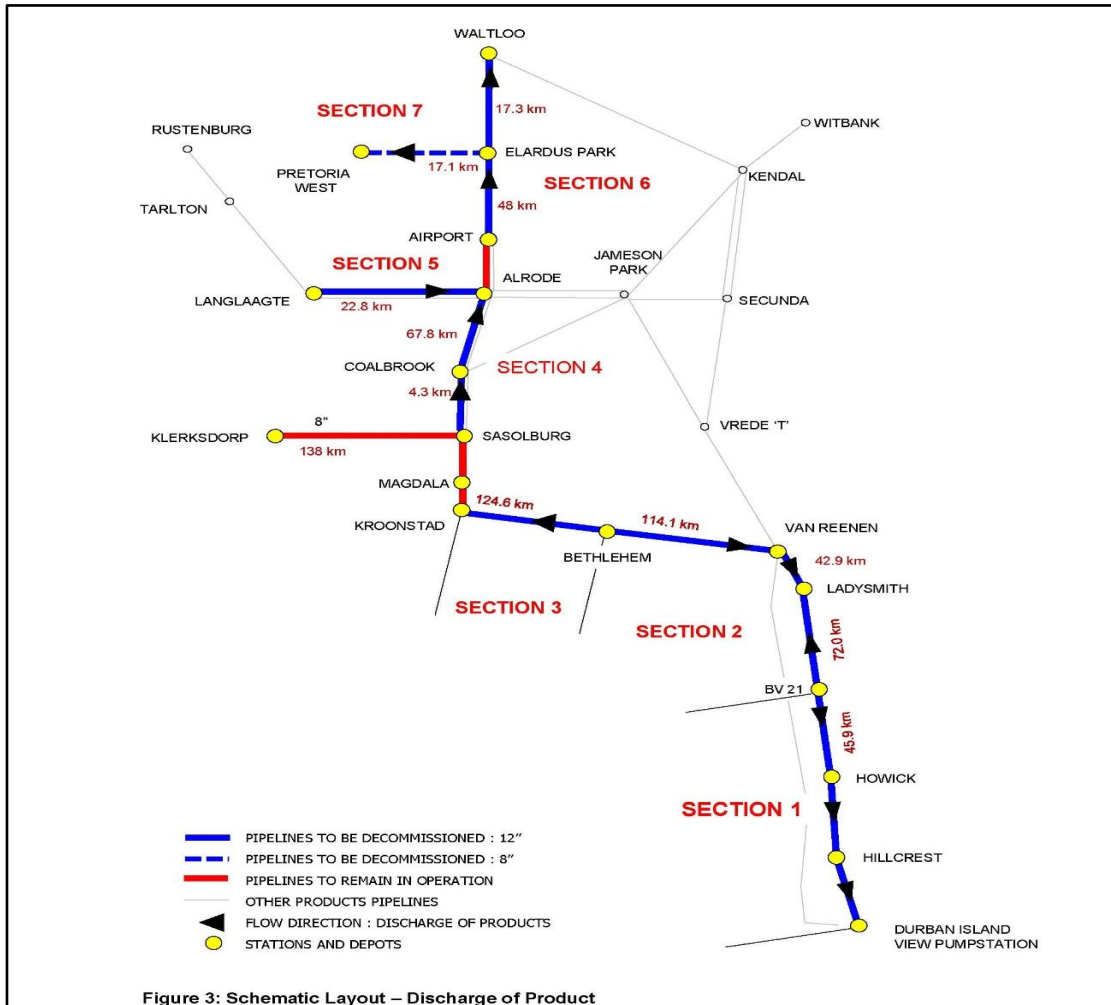 WALTLOO
17.3 km
SECTION 7
RUSTENBURG
WITBANK
ELARDUS PARK
17.1 km
PRETORIA
WEST
SECTION 6
KENDAL
TARLTON
48 km
AIRPORT
JAMESON
PARK
SECTION 5
ALRODE
LANGLAAGTE
22.8 km
SECUNDA
67.8 km
COALBROOK
SECTION 4
4.3 km
8"
VREDE 'T'
KLERKSDORP
138 km
SASOLBURG
MAGDALA
124.6 km
KROONSTAD
114.1 km
VAN REENEN
BETHLEHEM
42.9 km
LADYSMITH
SECTION 3
SECTION 2
72.0 km
BV 21
45.9 km
HOWICK
SECTION 1
PIPELINES TO BE DECOMMISSIONED : 12"
PIPELINES TO BE DECOMMISSIONED : 8"
PIPELINES TO REMAIN IN OPERATION
OTHER PRODUCTS PIPELINES
FLOW DIRECTION : DISCHARGE OF PRODUCTS
STATIONS AND DEPOTS
HILLCREST
DURBAN ISLAND
VIEW PUMPSTATION
Figure 3: Schematic Layout – Discharge of Product